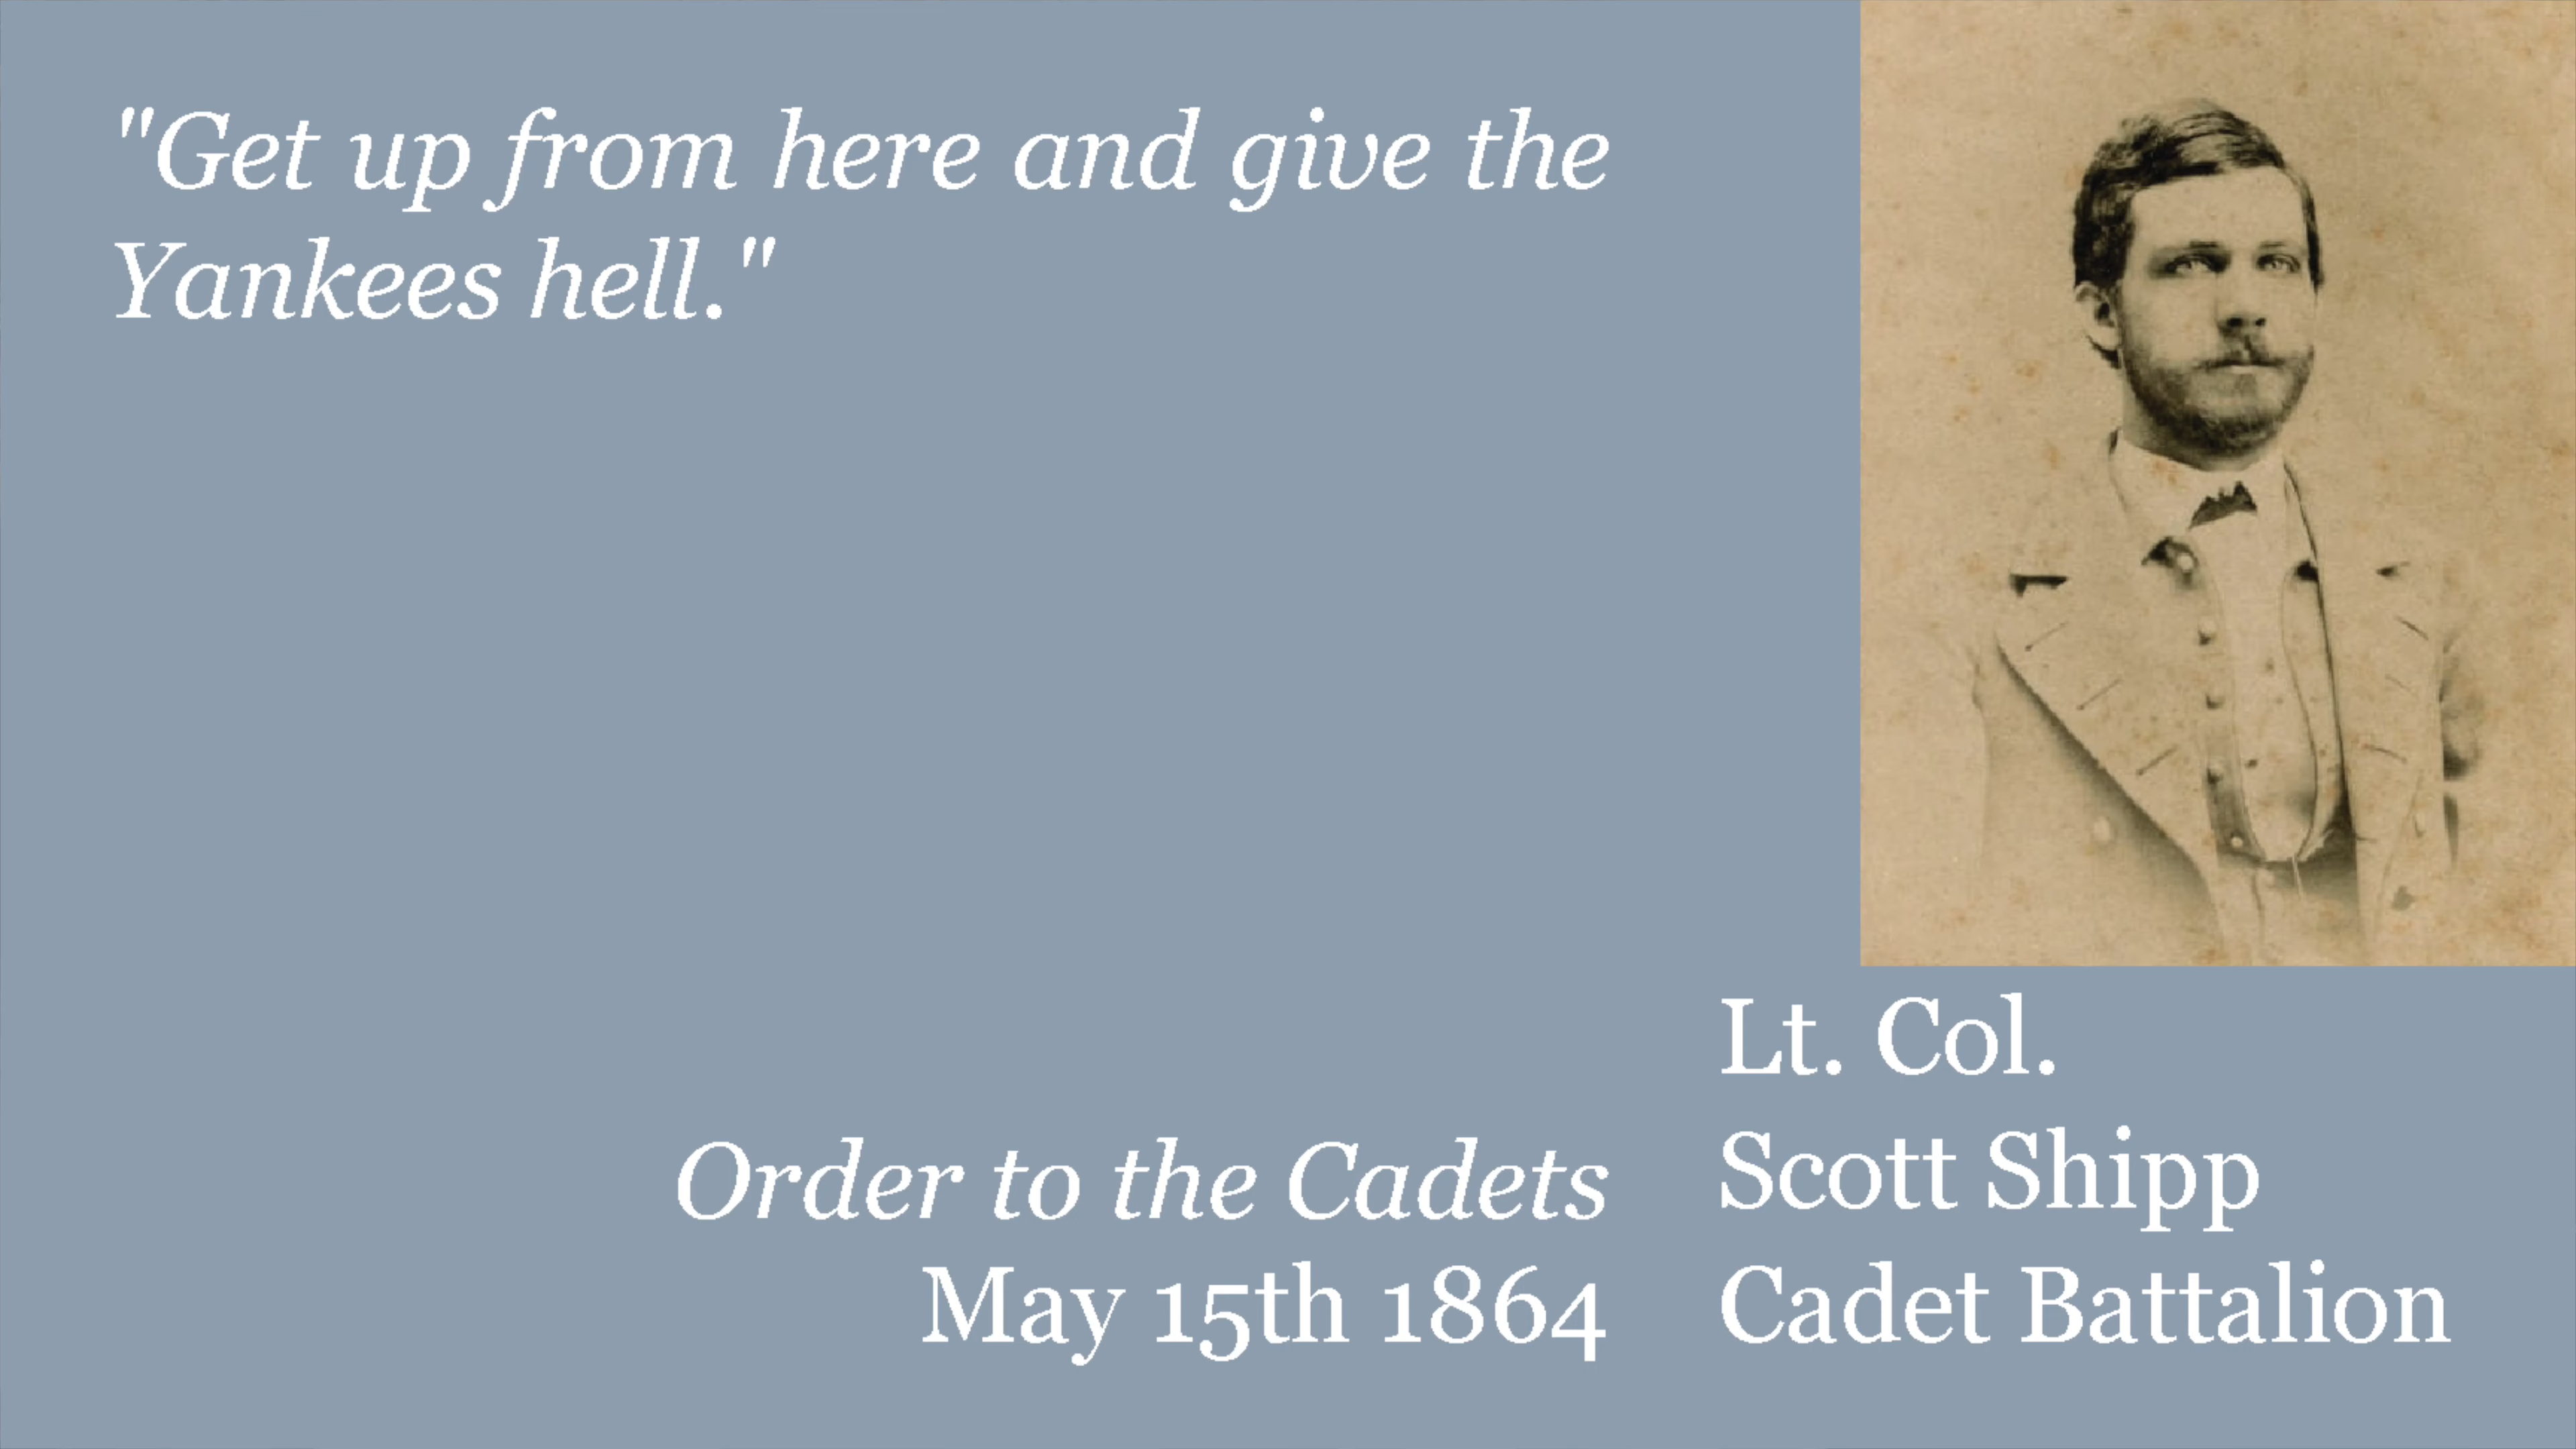 "Get up from here and give the
Yankees hell."
Order to the Cadets
May 15th 1864
Lt. Col.
Scott Shipp
Cadet Battalion